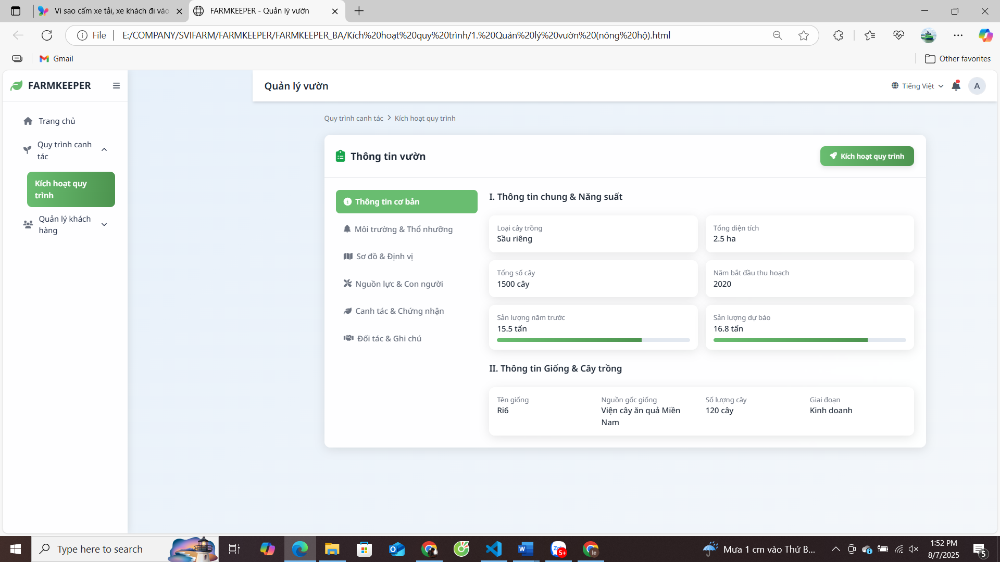 Vì sao cấm xe tải, xe khách đi vào
FARMKEEPER - Quản lý vườn
File
E:/COMPANY/SVIFARM/FARMKEEPER/FARMKEEPER_BA/Kích%20hoạt%20quy%20trình/1.%20Quản%20lý%20vườn%20(nông%20hộ).html
Gmail
Other favorites
FARMKEEPER
Quản lý vườn
Tiếng Việt
A
Trang chủ
Quy trình canh
tác
Kích hoạt quy
trình
Quản lý khách
hàng
Quy trình canh tác
Kích hoạt quy trình
Thông tin vườn
Kích hoạt quy trình
Thông tin cơ bản
Môi trường & Thổ nhưỡng
Sơ đồ & Định vị
Nguồn lực & Con người
Canh tác & Chứng nhận
Đối tác & Ghi chú
I. Thông tin chung & Năng suất
Loại cây trồng
Sầu riêng
Tổng diện tích
2.5 ha
Tổng số cây
1500 cây
Năm bắt đầu thu hoạch
2020
Sản lượng năm trước
15.5 tấn
Sản lượng dự báo
16.8 tấn
II. Thông tin Giống & Cây trồng
Tên giống
Ri6
Nguồn gốc giống
Viện cây ăn quả Miền
Nam
Số lượng cây
120 cây
Giai đoạn
Kinh doanh
Type here to search
5+
Mưa 1 cm vào Thứ B...
1:52 PM
8/7/2025
5